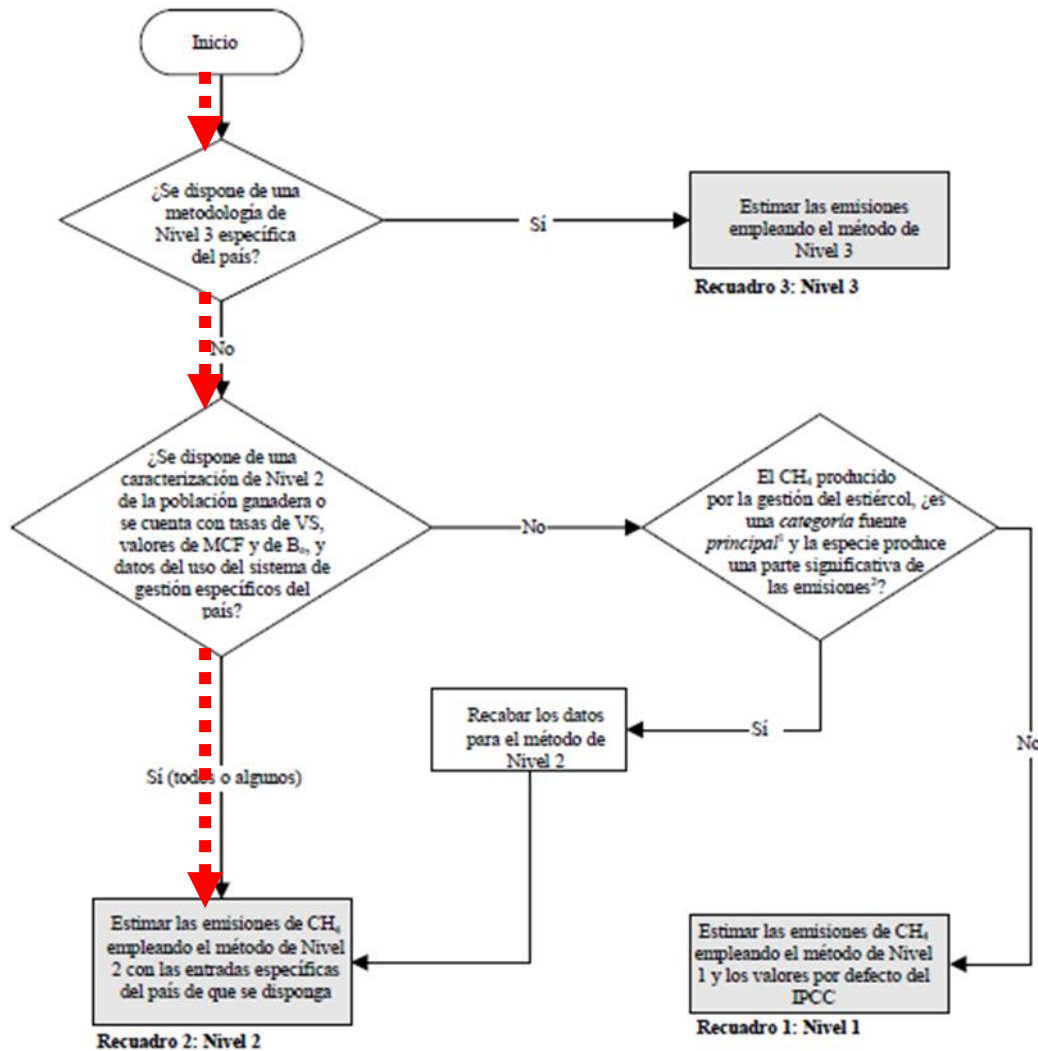 Inicio
¿Se dispone de una
metodología de
Nivel 3 específica
del país?
Sí
Estimar las emisiones
empleando el método de
Nivel 3
Recuadro 3: Nivel 3
No
¿Se dispone de una
caracterización de Nivel 2
de la población ganadera o
se cuenta con tasas de VS,
valores de MCF y de B₀, y
datos del uso del sistema de
gestión específicos del
país?
No
El CH₄ producido
por la gestión del estiércol, ¿es
una categoría fuente
principal¹ y la especie produce
una parte significativa de
las emisiones²?
Recabar los datos
para el método de
Nivel 2
Sí
No
Sí (todos o algunos)
Estimar las emisiones de CH₄
empleando el método de Nivel
2 con las entradas específicas
del país de que se disponga
Recuadro 2: Nivel 2
Estimar las emisiones de CH₄
empleando el método de Nivel
1 y los valores por defecto del
IPCC
Recuadro 1: Nivel 1